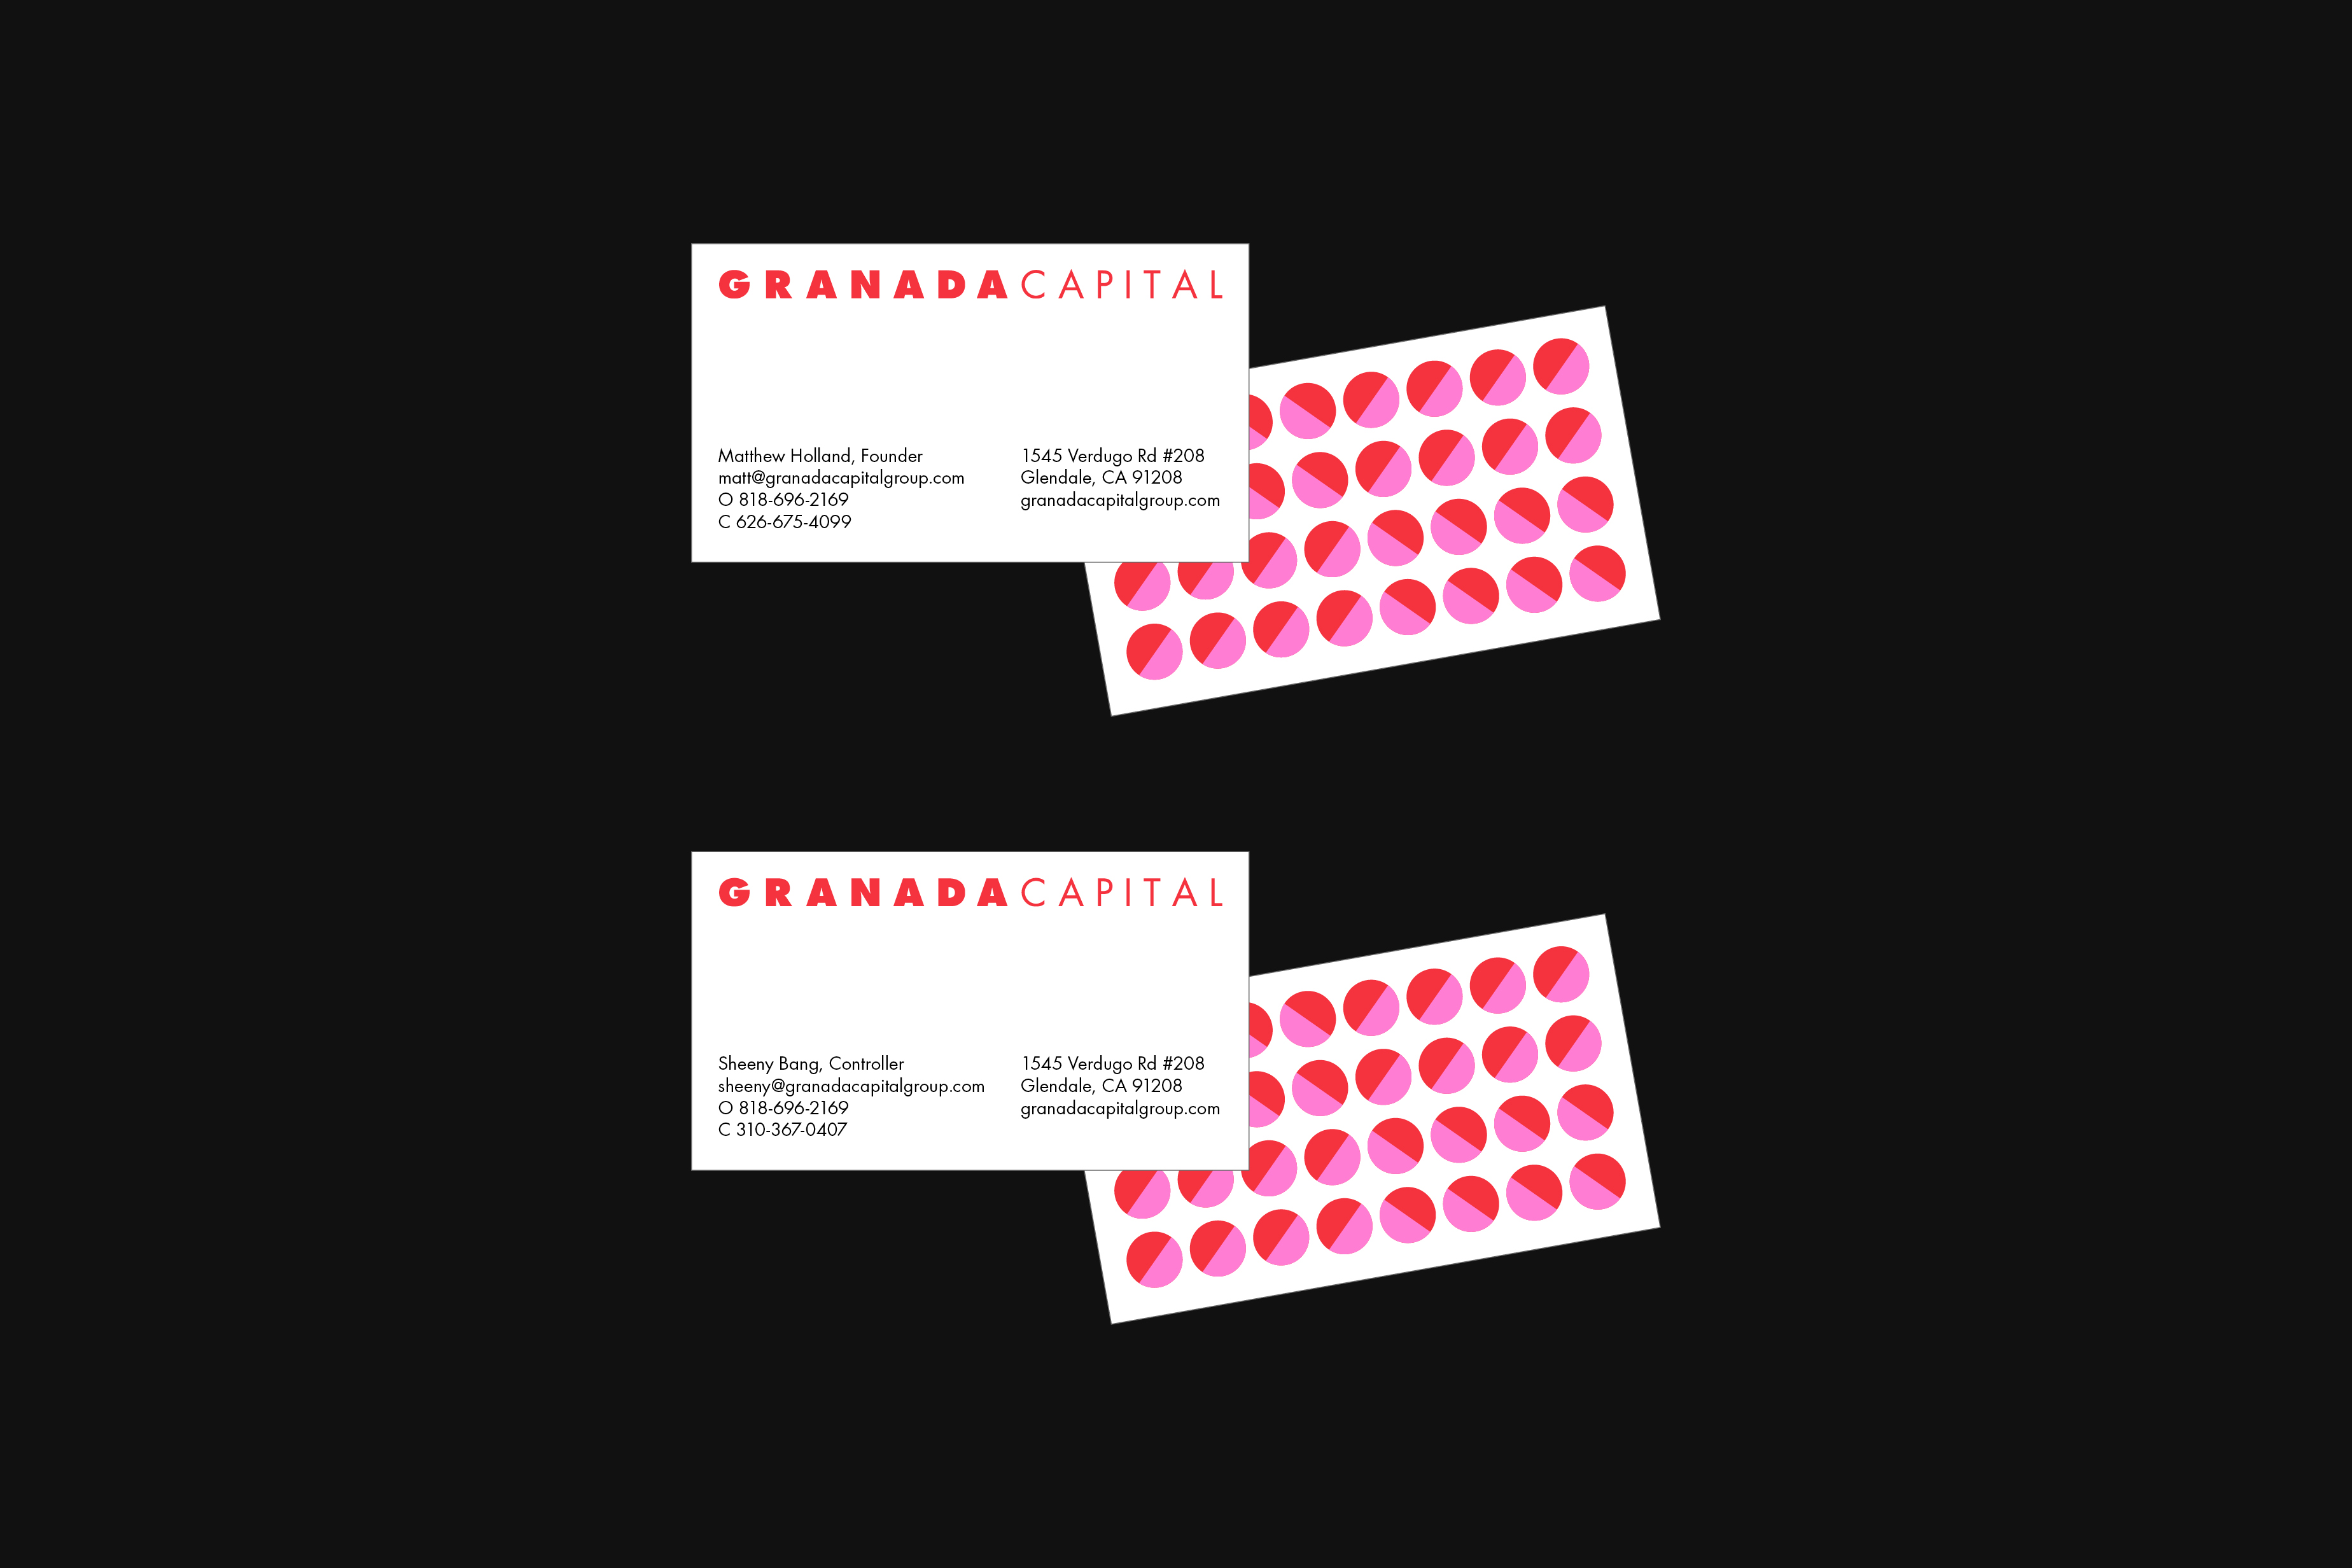 GRANADACAPITAL
Matthew Holland, Founder
matt@granadacapitalgroup.com
O 818-696-2169
C 626-675-4099
1545 Verdugo Rd #208
Glendale, CA 91208
granadacapitalgroup.com
GRANADACAPITAL
Sheeny Bang, Controller
sheeny@granadacapitalgroup.com
O 818-696-2169
C 310-367-0407
1545 Verdugo Rd #208
Glendale, CA 91208
granadacapitalgroup.com